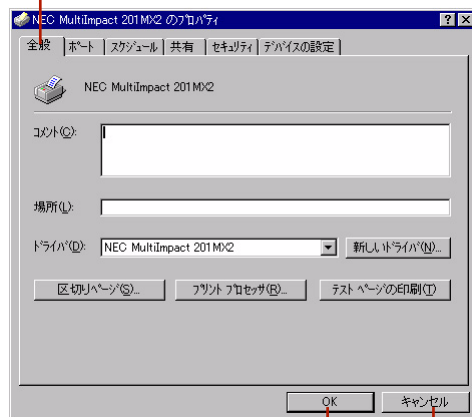 NEC MultiImpact 201MX2 のプロパティ
全般 ポート スケジュール 共有 セキュリティ デバイスの設定
NEC MultiImpact 201MX2
コメント(C):
場所(L):
ドライバ(D): NEC MultiImpact 201MX2 新しいドライバ(N)...
区切りページ(S)... プリント プロセッサ(R)... テスト ページの印刷(T)
OK キャンセル